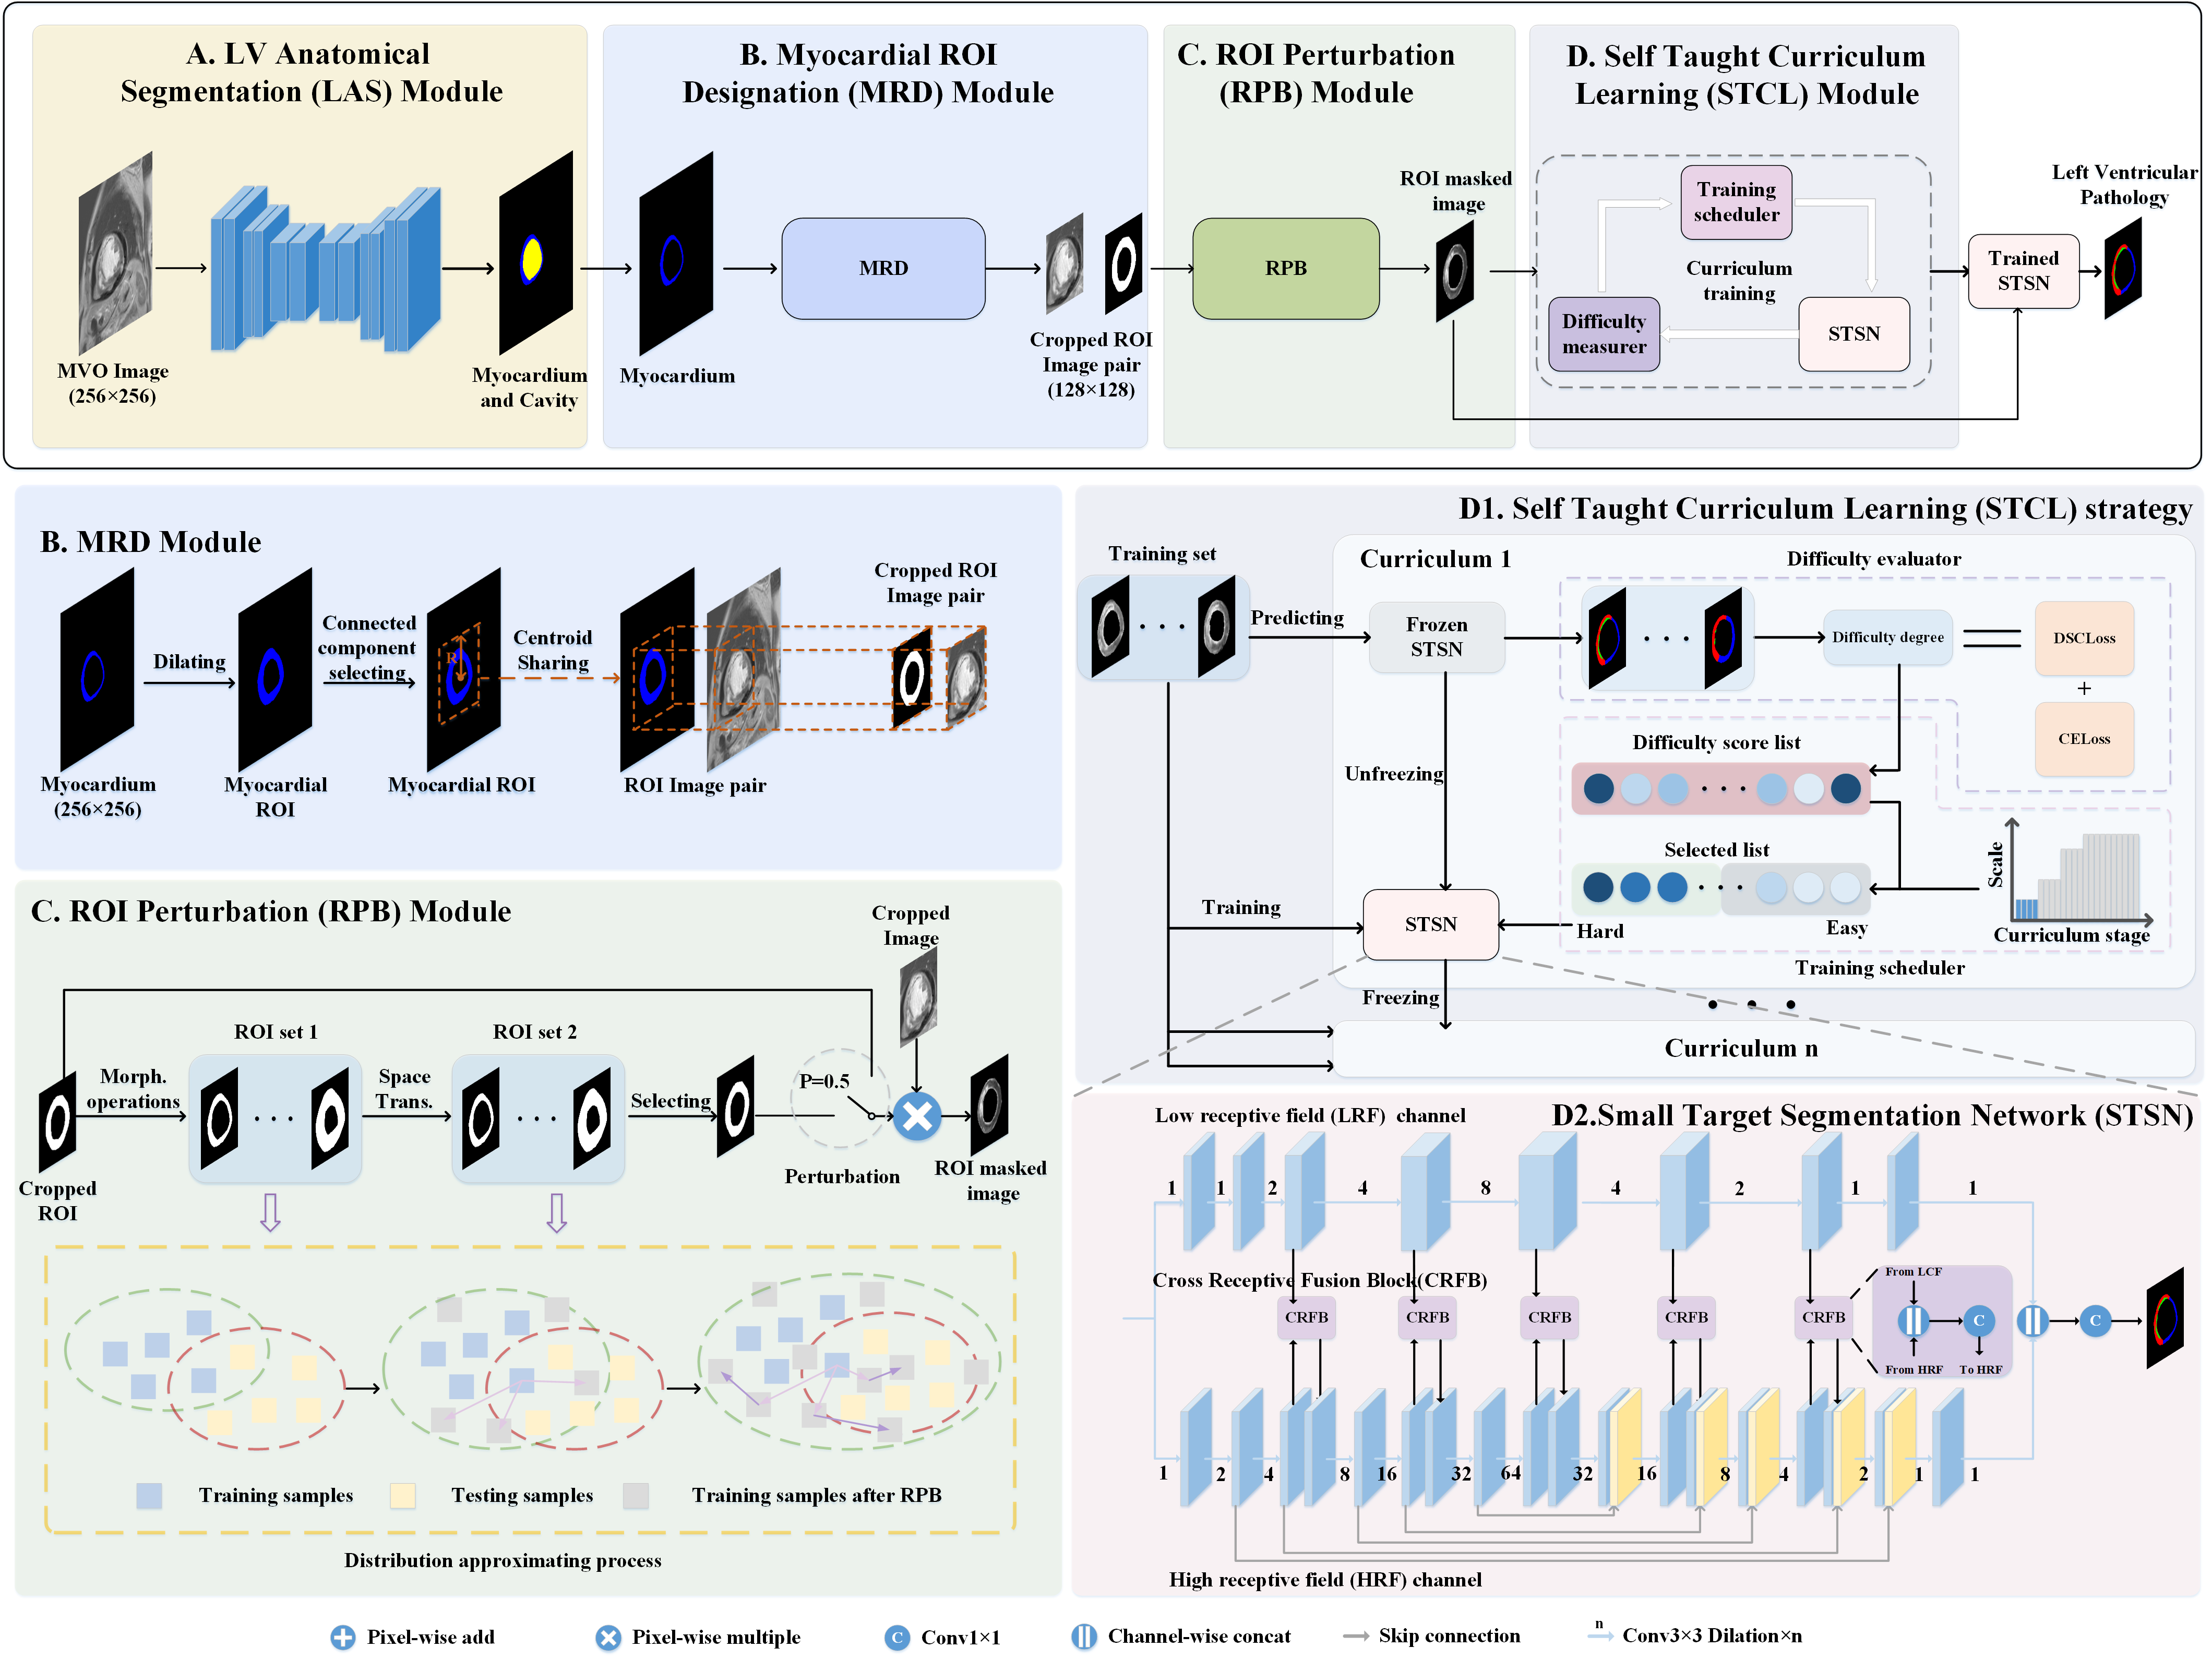 A. LV Anatomical
Segmentation (LAS) Module
B. Myocardial ROI
Designation (MRD) Module
C. ROI Perturbation
(RPB) Module
D. Self Taught Curriculum
Learning (STCL) Module
MVO Image
(256×256)
Myocardium
and Cavity
Myocardium
MRD
Cropped ROI
Image pair
(128×128)
RPB
ROI masked
image
Training
scheduler
Curriculum
training
Difficulty
measurer
STSN
Trained
STSN
Left Ventricular
Pathology
B. MRD Module
Myocardium
(256×256)
Dilating
Myocardial
ROI
Connected
component
selecting
R
Myocardial ROI
Centroid
Sharing
ROI Image pair
Cropped ROI
Image pair
C. ROI Perturbation (RPB) Module
Cropped
Image
ROI set 1
ROI set 2
Morph.
operations
Space
Trans.
Selecting
P=0.5
Perturbation
Cropped
ROI
ROI masked
image
Training samples
Testing samples
Training samples after RPB
Distribution approximating process
D1. Self Taught Curriculum Learning (STCL) strategy
Training set
Curriculum 1
Difficulty evaluator
Predicting
Frozen
STSN
Difficulty degree
DSCLoss
+
CELoss
Unfreezing
Difficulty score list
Selected list
Scale
Curriculum stage
Training
STSN
Hard
Easy
Training scheduler
Freezing
Curriculum n
D2.Small Target Segmentation Network (STSN)
Low receptive field (LRF) channel
1 1 2 4 8 4 2 1 1
Cross Receptive Fusion Block(CRFB)
CRFB CRFB CRFB CRFB CRFB
From LCF
C
From HRF To HRF
C
1 2 4 8 16 32 64 32 16 8 4 2 1 1
High receptive field (HRF) channel
Pixel-wise add
Pixel-wise multiple
C Conv1×1
Channel-wise concat
Skip connection
n Conv3×3 Dilation×n